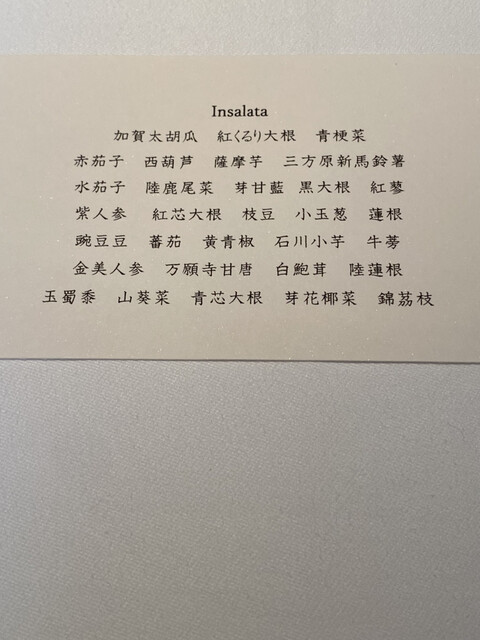 Insalata
加賀太胡瓜　紅くるり大根　青梗菜
赤茄子　西葫芦　薩摩芋　三方原新馬鈴薯
水茄子　陸鹿尾菜　芽甘藍　黒大根　紅蓼
紫人参　紅芯大根　枝豆　小玉葱　蓮根
豌豆豆　蕃茄　黄青椒　石川小芋　牛蒡
金美人参　万願寺甘唐　白鮑茸　陸蓮根
玉蜀黍　山葵菜　青芯大根　芽花椰菜　錦茘枝